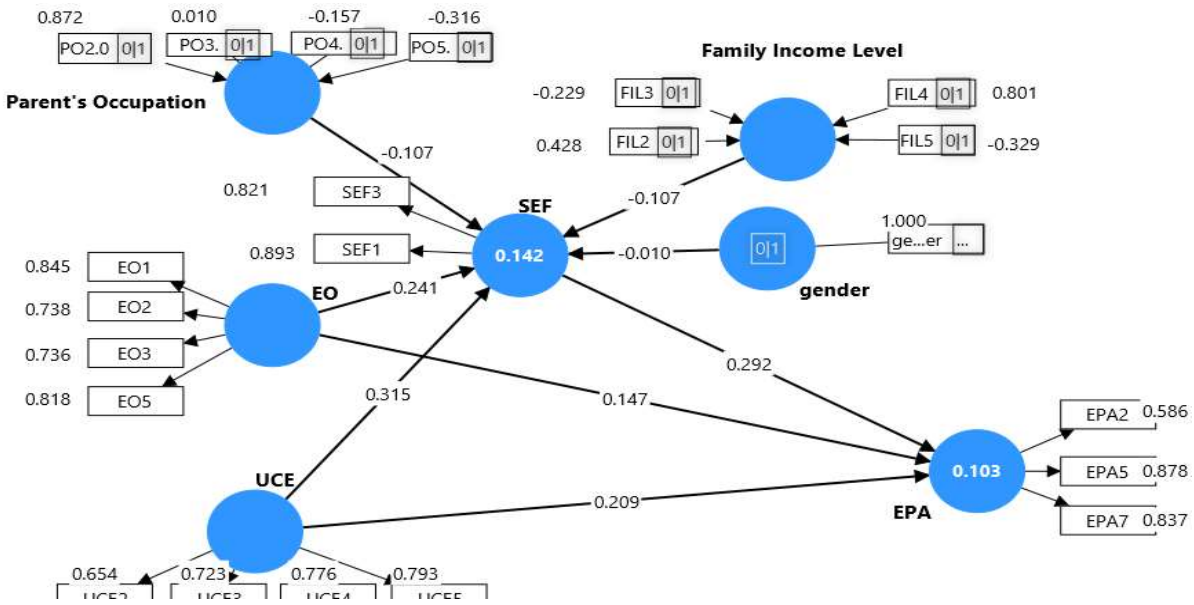 0.872 0.010 -0.157 -0.316
PO2.0 0|1 PO3. 0|1 PO4. 0|1 PO5. 0|1
Parent's Occupation
Family Income Level
-0.229 FIL3 0|1 FIL4 0|1 0.801
0.428 FIL2 0|1 FIL5 0|1 -0.329
-0.107
-0.107
0.821 SEF3
SEF
0.893 SEF1
0.142
-0.010
0|1
1.000
ge...er ...
gender
0.845 EO1
0.738 EO2
0.736 EO3
0.818 EO5
EO
0.241
0.315
0.292
0.147
0.209
UCE
EPA
0.103
EPA2 0.586
EPA5 0.878
EPA7 0.837
0.654 0.723 0.776 0.793
UCE2 UCE3 UCE4 UCE5